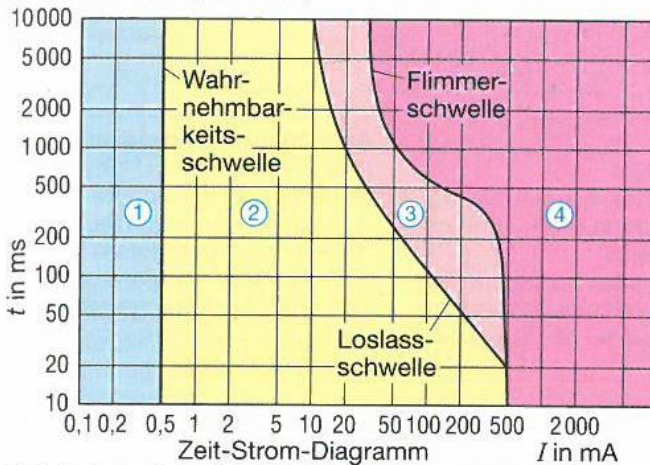 10000
5000
2000
1000
500
200
100
50
20
10
t in ms
Wahr-
nehmbar-
keits-
schwelle
Flimmer-
schwelle
1
2
3
4
Loslass-
schwelle
0,1 0,2 0,5 1 2 5 10 20 50 100 200 500 2000
Zeit-Strom-Diagramm I in mA